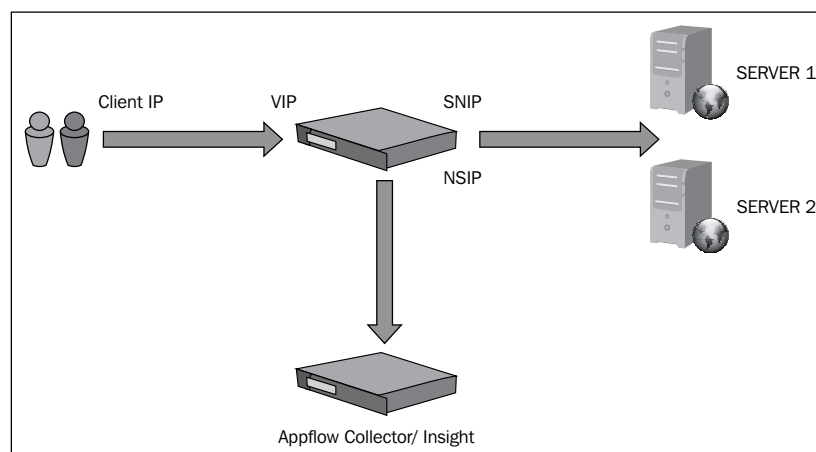 Client IP
VIP
SNIP
SERVER 1
NSIP
SERVER 2
Appflow Collector/ Insight